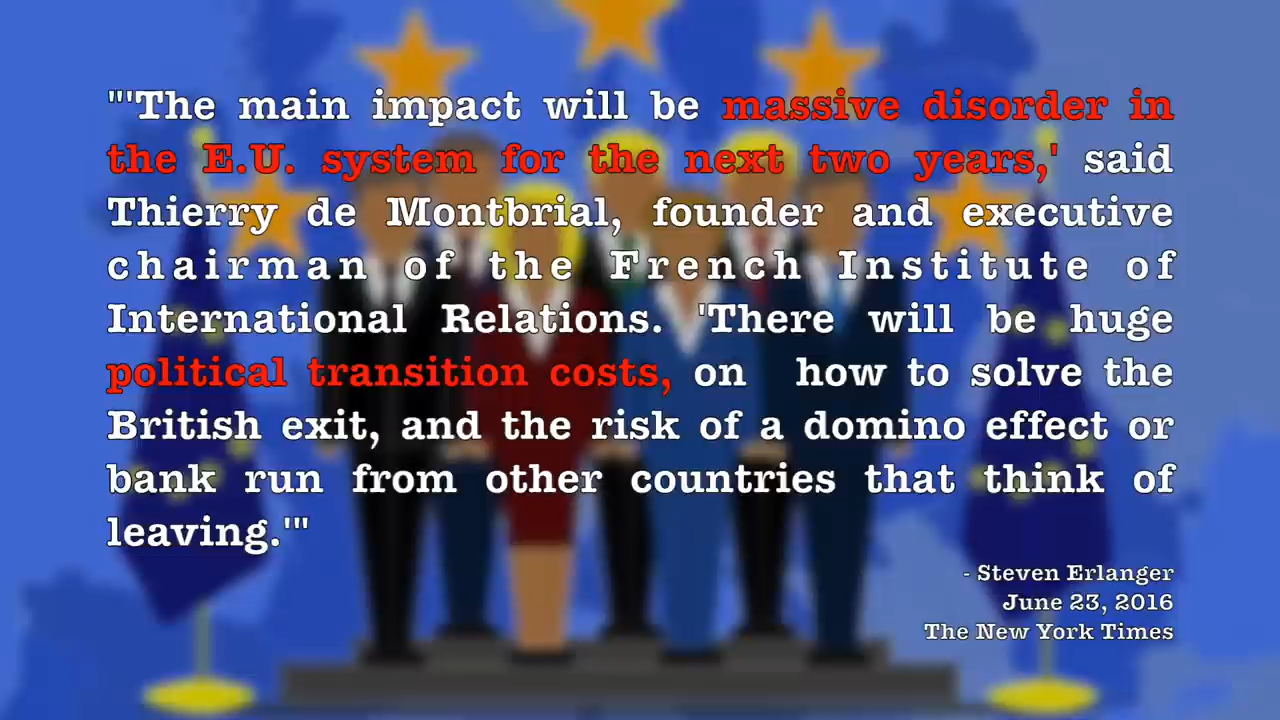 "'The main impact will be massive disorder in
the E.U. system for the next two years,' said
Thierry de Montbrial, founder and executive
chairman of the French Institute of
International Relations. 'There will be huge
political transition costs, on how to solve the
British exit, and the risk of a domino effect or
bank run from other countries that think of
leaving.'"
- Steven Erlanger
June 23, 2016
The New York Times